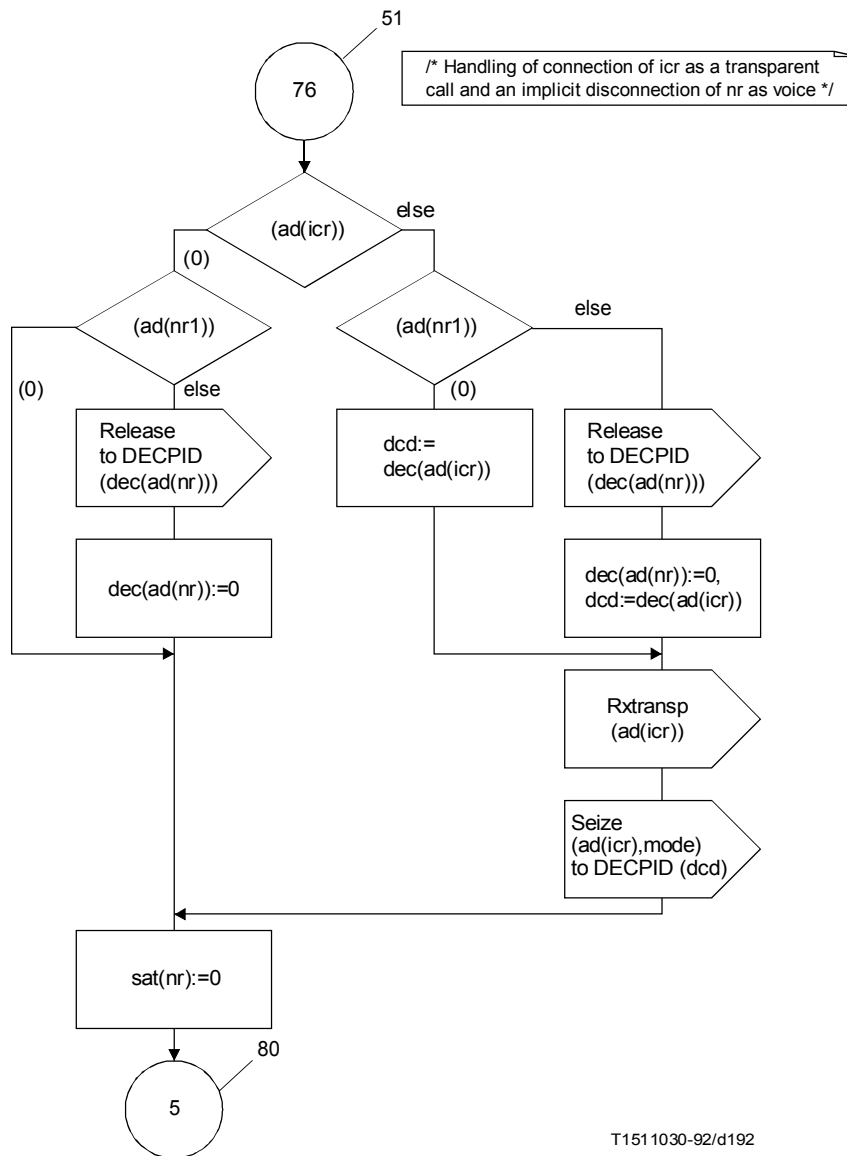 51
76
/* Handling of connection of icr as a transparent
call and an implicit disconnection of nr as voice */
(ad(icr))
else
(0)
(ad(nr1))
(0)
else
(ad(nr1))
else
(0)
Release
to DECPID
(dec(ad(nr)))
dcd:=
dec(ad(icr))
Release
to DECPID
(dec(ad(nr)))
dec(ad(nr)):=0
dec(ad(nr)):=0,
dcd:=dec(ad(icr))
Rxtransp
(ad(icr))
Seize
(ad(icr),mode)
to DECPID (dcd)
sat(nr):=0
80
5
T1511030-92/d192